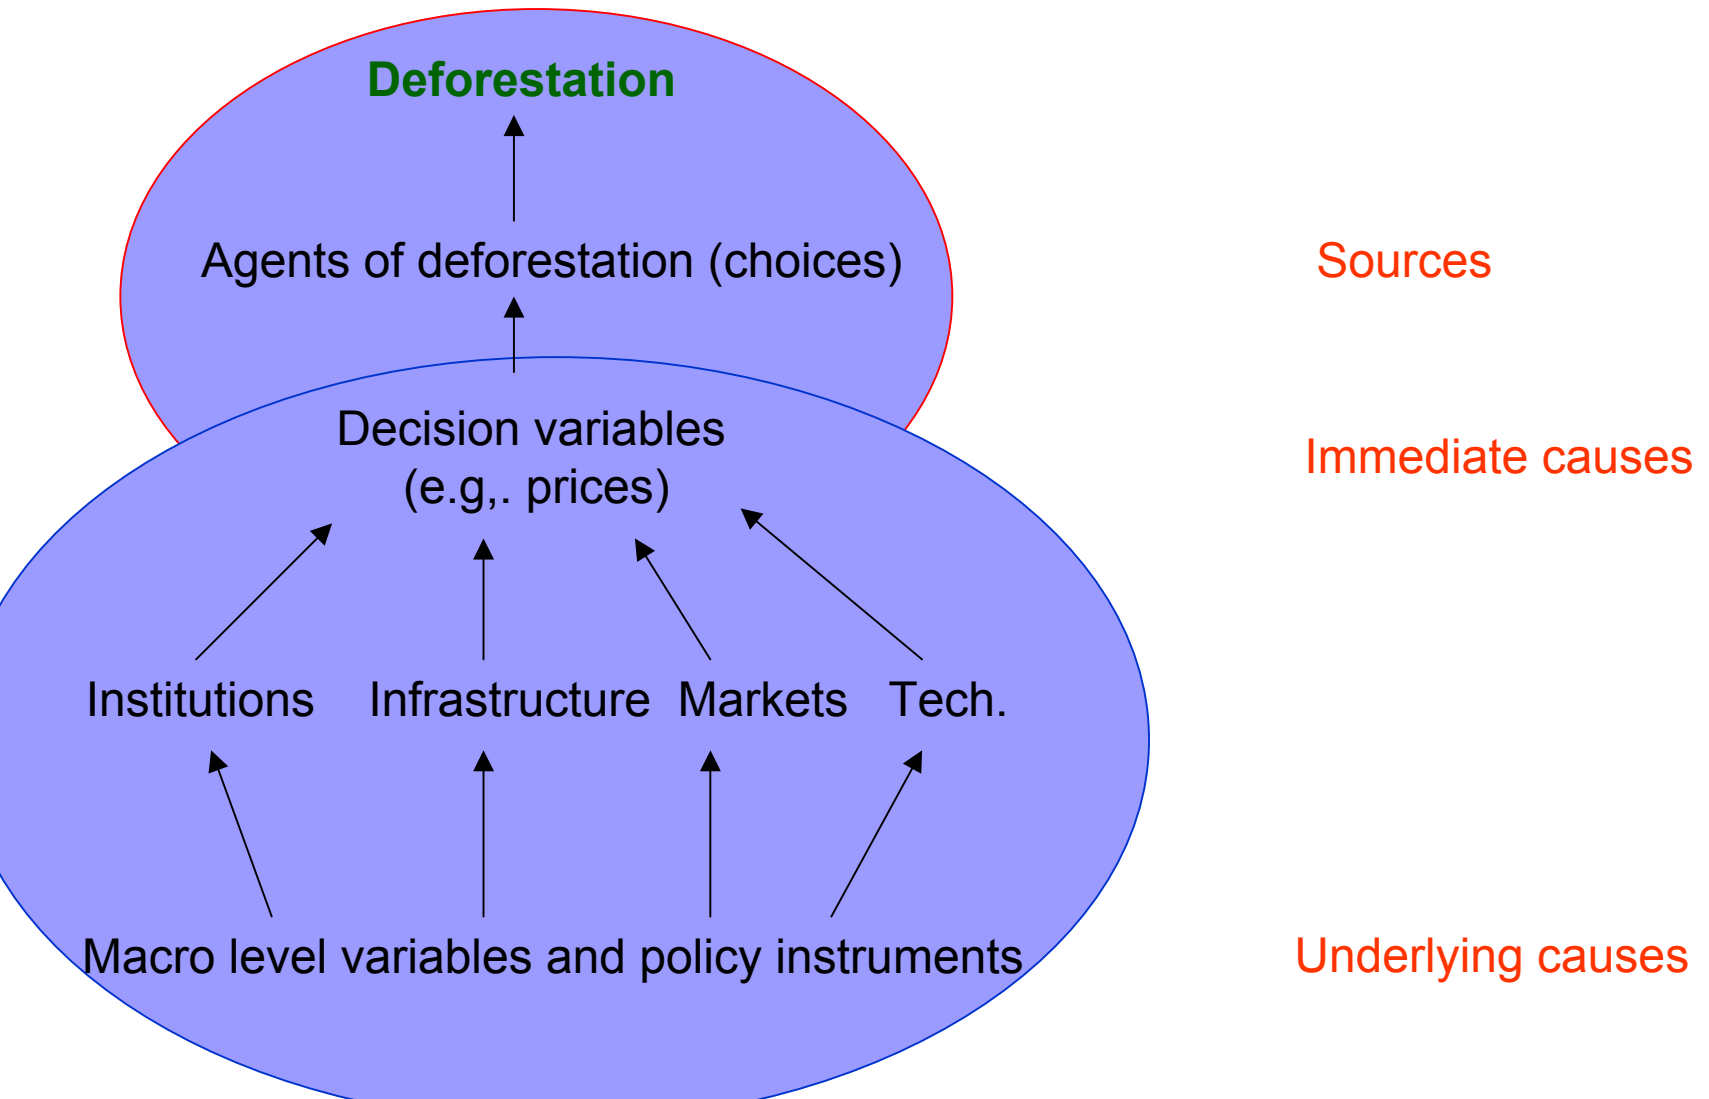 Deforestation
Agents of deforestation (choices)
Sources
Decision variables
(e.g,. prices)
Immediate causes
Institutions Infrastructure Markets Tech.
Macro level variables and policy instruments
Underlying causes